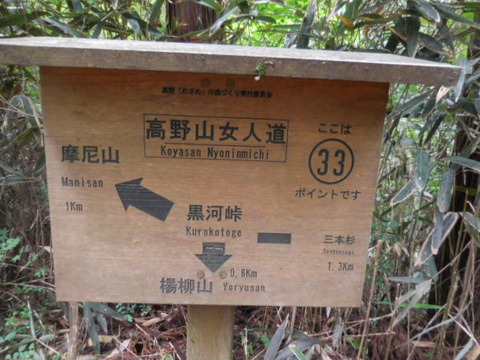 高野山女人道
Koyasan Nyoninmichi
ここは
33
ポイントです
摩尼山
Manisan
1Km
黒河峠
Kurokotoge
三本杉
1.3Km
0.6Km
楊柳山 Yoryusan